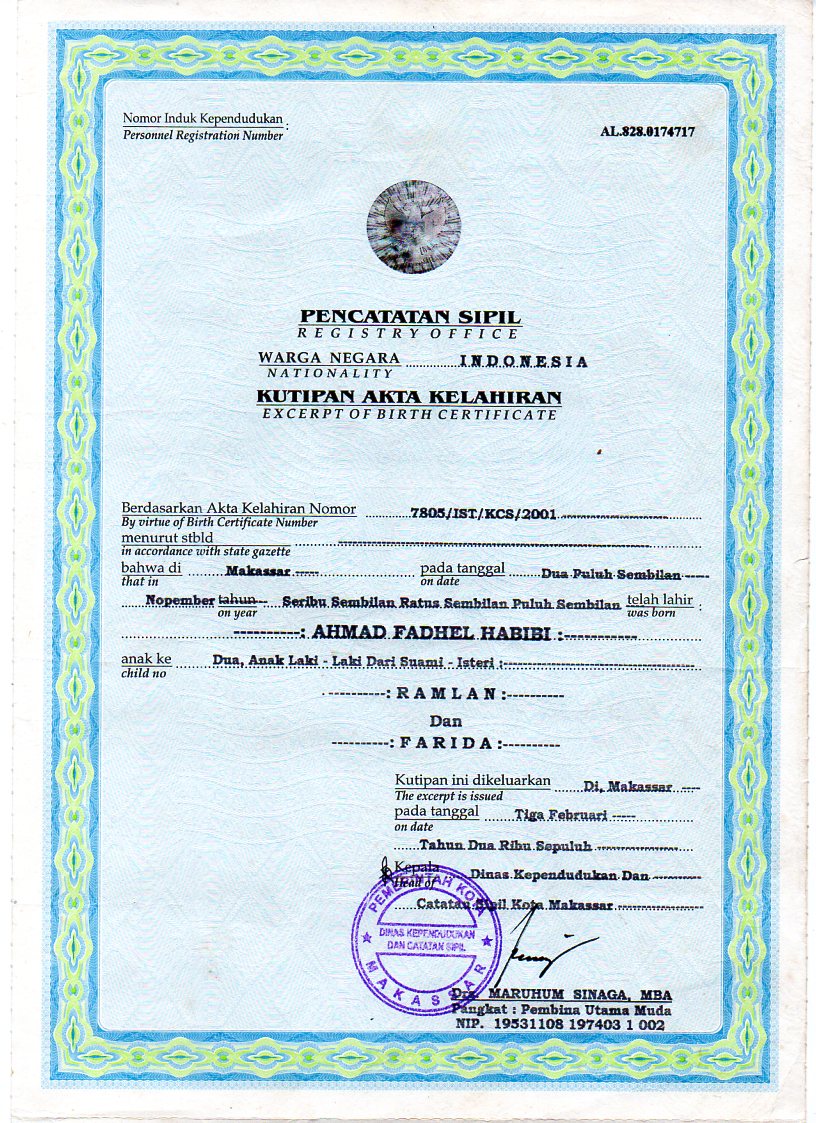 Nomor Induk Kependudukan :
Personnel Registration Number
AL.828.0174717
PENCATATAN SIPIL
REGISTRY OFFICE
WARGA NEGARA INDONESIA
NATIONALITY
KUTIPAN AKTA KELAHIRAN
EXCERPT OF BIRTH CERTIFICATE
Berdasarkan Akta Kelahiran Nomor 7805/IST/KCS/2001
By virtue of Birth Certificate Number
menurut stbld
in accordance with state gazette
bahwa di Makassar pada tanggal Dua Puluh Sembilan
that in on date
Nopember tahun Seribu Sembilan Ratus Sembilan Puluh Sembilan telah lahir :
on year was born
: AHMAD FADHEL HABIBI :
anak ke Dua, Anak Laki - Laki Dari Suami - Isteri :
child no
: RAMLAN :
Dan
: FARIDA :
Kutipan ini dikeluarkan Di, Makassar
The excerpt is issued
pada tanggal Tiga Februari
on date
Tahun Dua Ribu Sepuluh
Kepala Dinas Kependudukan Dan
Head of
Catatan Sipil Kota Makassar
PEMERINTAH KOTA
DINAS KEPENDUDUKAN
DAN CATATAN SIPIL
MAKASSAR
Drs. MARUHUM SINAGA, MBA
Pangkat : Pembina Utama Muda
NIP. 19531108 197403 1 002